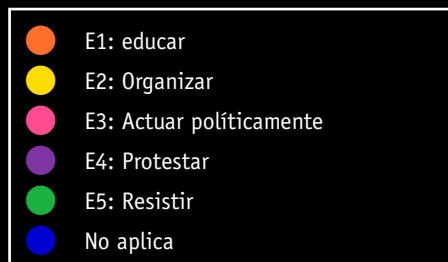 E1: educar
E2: Organizar
E3: Actuar políticamente
E4: Protestar
E5: Resistir
No aplica